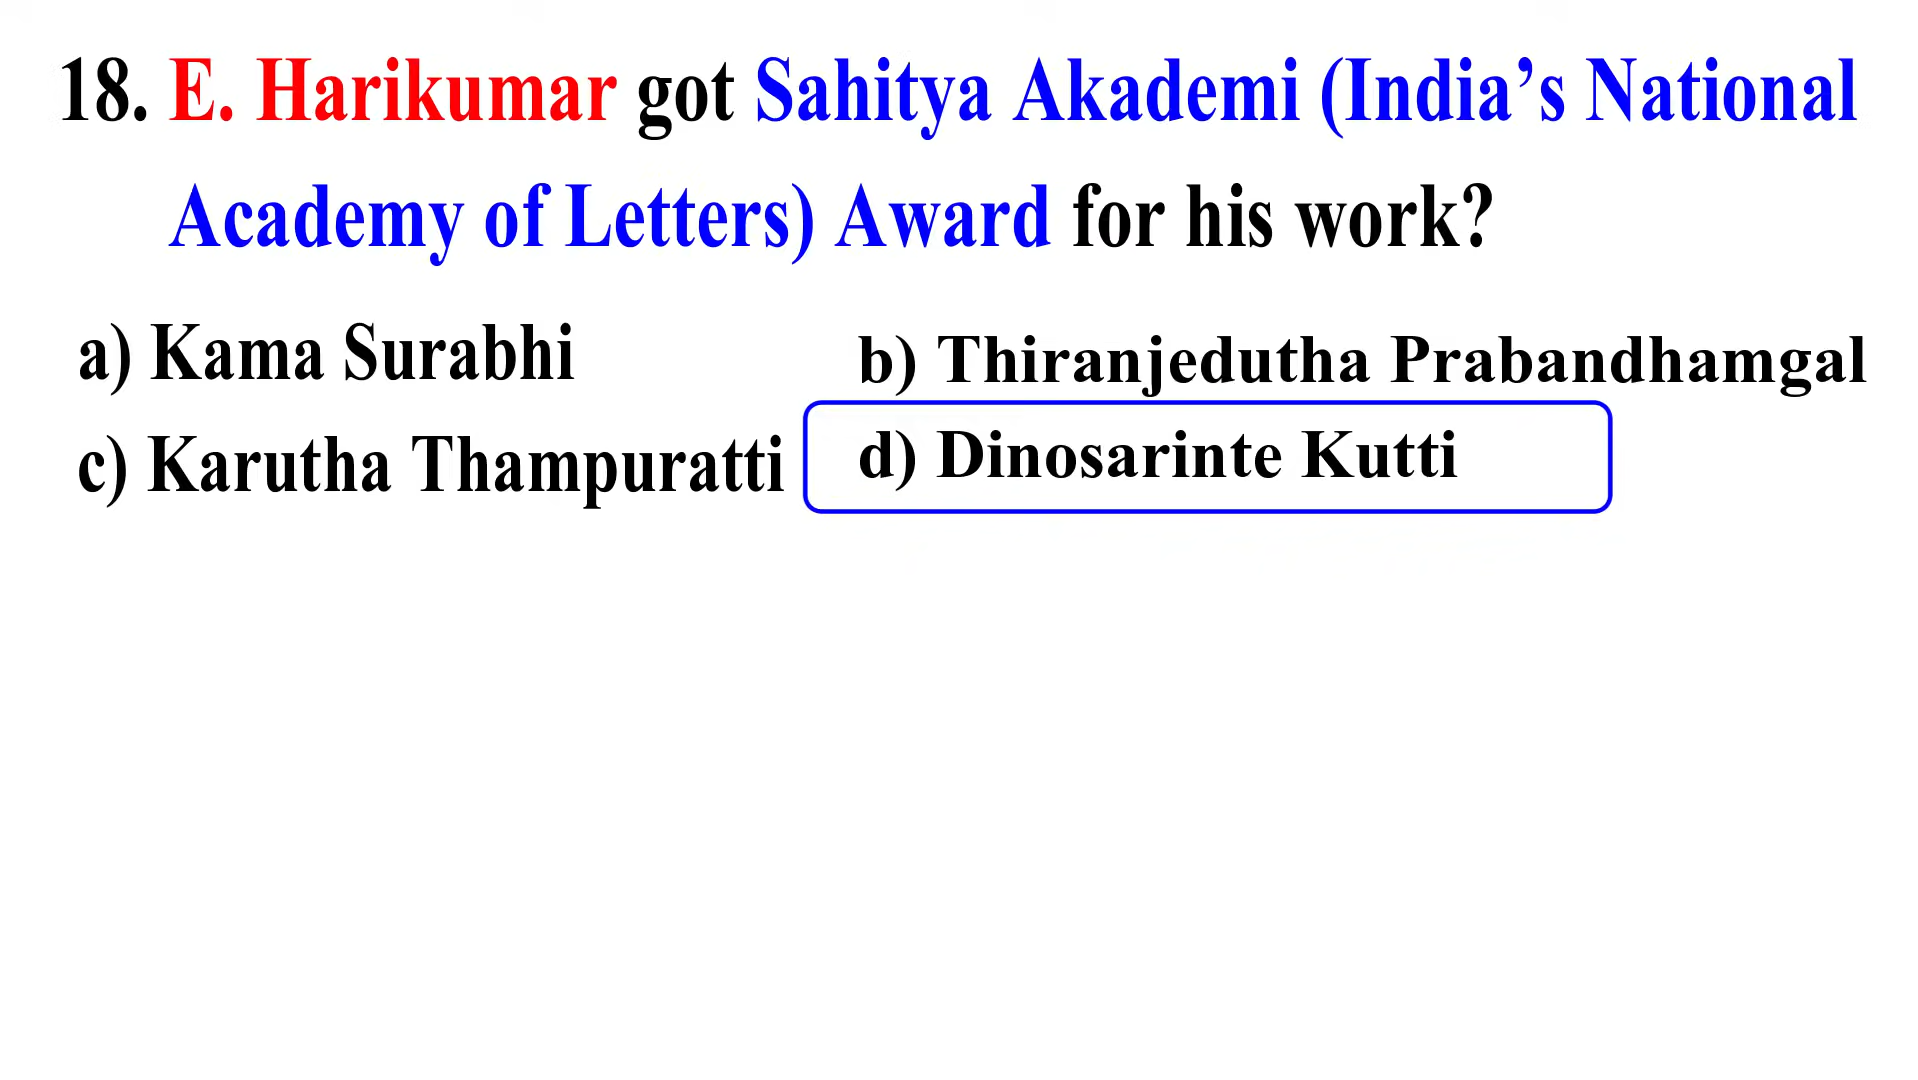 18. E. Harikumar got Sahitya Akademi (India’s National
Academy of Letters) Award for his work?
a) Kama Surabhi
b) Thiranjedutha Prabandhamgal
c) Karutha Thampuratti
d) Dinosarinte Kutti